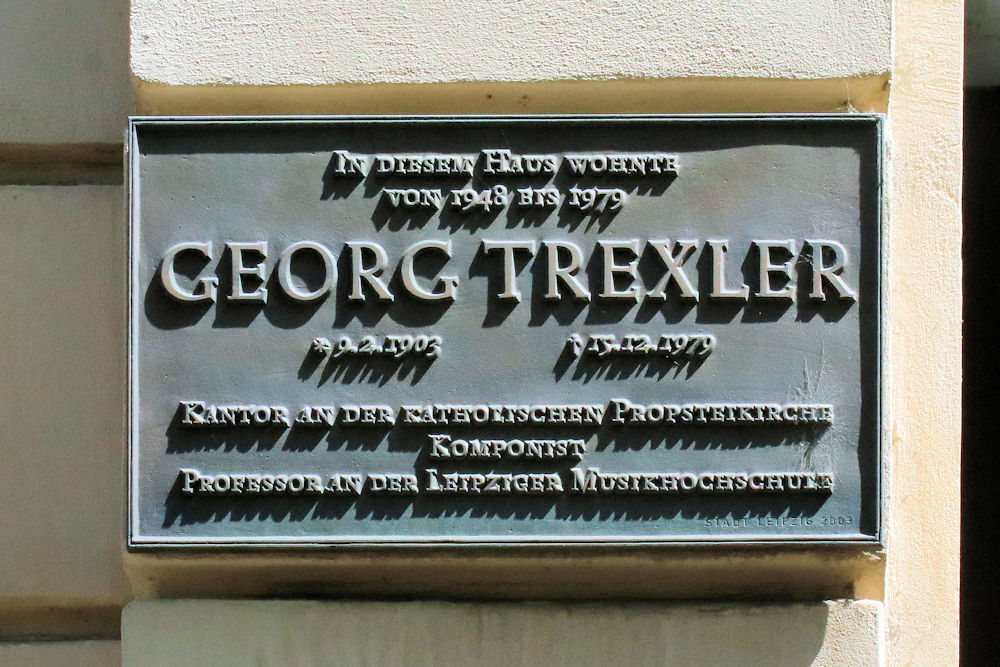 In diesem Haus wohnte
von 1948 bis 1979
GEORG TREXLER
* 9.2.1903 † 15.12.1979
Kantor an der katholischen Propsteikirche
Komponist
Professor an der Leipziger Musikhochschule
STADT LEIPZIG 2003